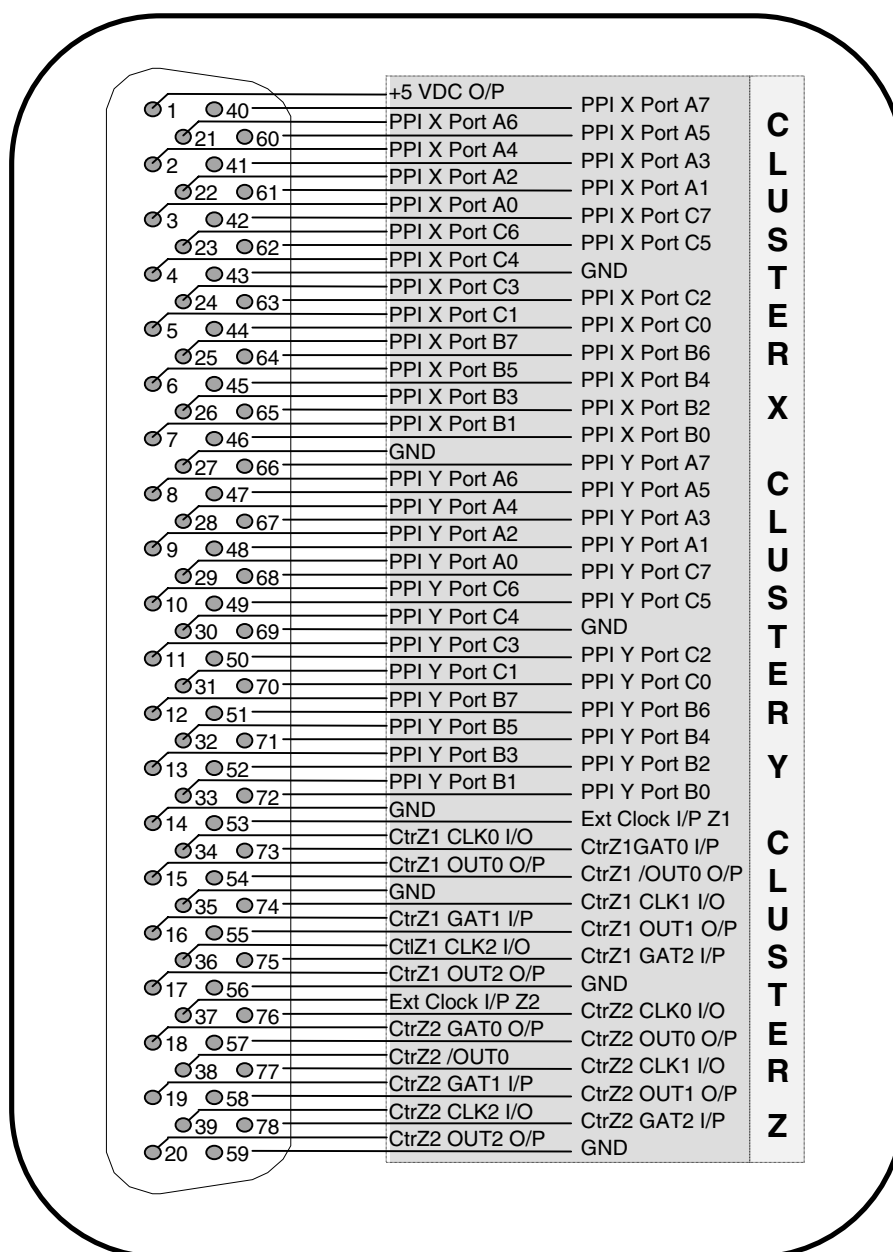 +5 VDC O/P
1 40 PPI X Port A7
PPI X Port A6
21 60 PPI X Port A5
PPI X Port A4
2 41 PPI X Port A3
PPI X Port A2
22 61 PPI X Port A1
PPI X Port A0
3 42 PPI X Port C7
PPI X Port C6
23 62 PPI X Port C5
PPI X Port C4
4 43 GND
PPI X Port C3
24 63 PPI X Port C2
PPI X Port C1
5 44 PPI X Port C0
PPI X Port B7
25 64 PPI X Port B6
PPI X Port B5
6 45 PPI X Port B4
PPI X Port B3
26 65 PPI X Port B2
PPI X Port B1
7 46 PPI X Port B0
GND
27 66 PPI Y Port A7
PPI Y Port A6
8 47 PPI Y Port A5
PPI Y Port A4
28 67 PPI Y Port A3
PPI Y Port A2
9 48 PPI Y Port A1
PPI Y Port A0
29 68 PPI Y Port C7
PPI Y Port C6
10 49 PPI Y Port C5
PPI Y Port C4
30 69 GND
PPI Y Port C3
11 50 PPI Y Port C2
PPI Y Port C1
31 70 PPI Y Port C0
PPI Y Port B7
12 51 PPI Y Port B6
PPI Y Port B5
32 71 PPI Y Port B4
PPI Y Port B3
13 52 PPI Y Port B2
PPI Y Port B1
33 72 PPI Y Port B0
GND
14 53 Ext Clock I/P Z1
CtrZ1 CLK0 I/O
34 73 CtrZ1GAT0 I/P
CtrZ1 OUT0 O/P
15 54 CtrZ1 /OUT0 O/P
GND
35 74 CtrZ1 CLK1 I/O
CtrZ1 GAT1 I/P
16 55 CtrZ1 OUT1 O/P
CtlZ1 CLK2 I/O
36 75 CtrZ1 GAT2 I/P
CtrZ1 OUT2 O/P
17 56 GND
Ext Clock I/P Z2
37 76 CtrZ2 CLK0 I/O
CtrZ2 GAT0 O/P
18 57 CtrZ2 OUT0 O/P
CtrZ2 /OUT0
38 77 CtrZ2 CLK1 I/O
CtrZ2 GAT1 I/P
19 58 CtrZ2 OUT1 O/P
CtrZ2 CLK2 I/O
39 78 CtrZ2 GAT2 I/P
CtrZ2 OUT2 O/P
20 59 GND
CLUSTER X
CLUSTER Y
CLUSTER Z